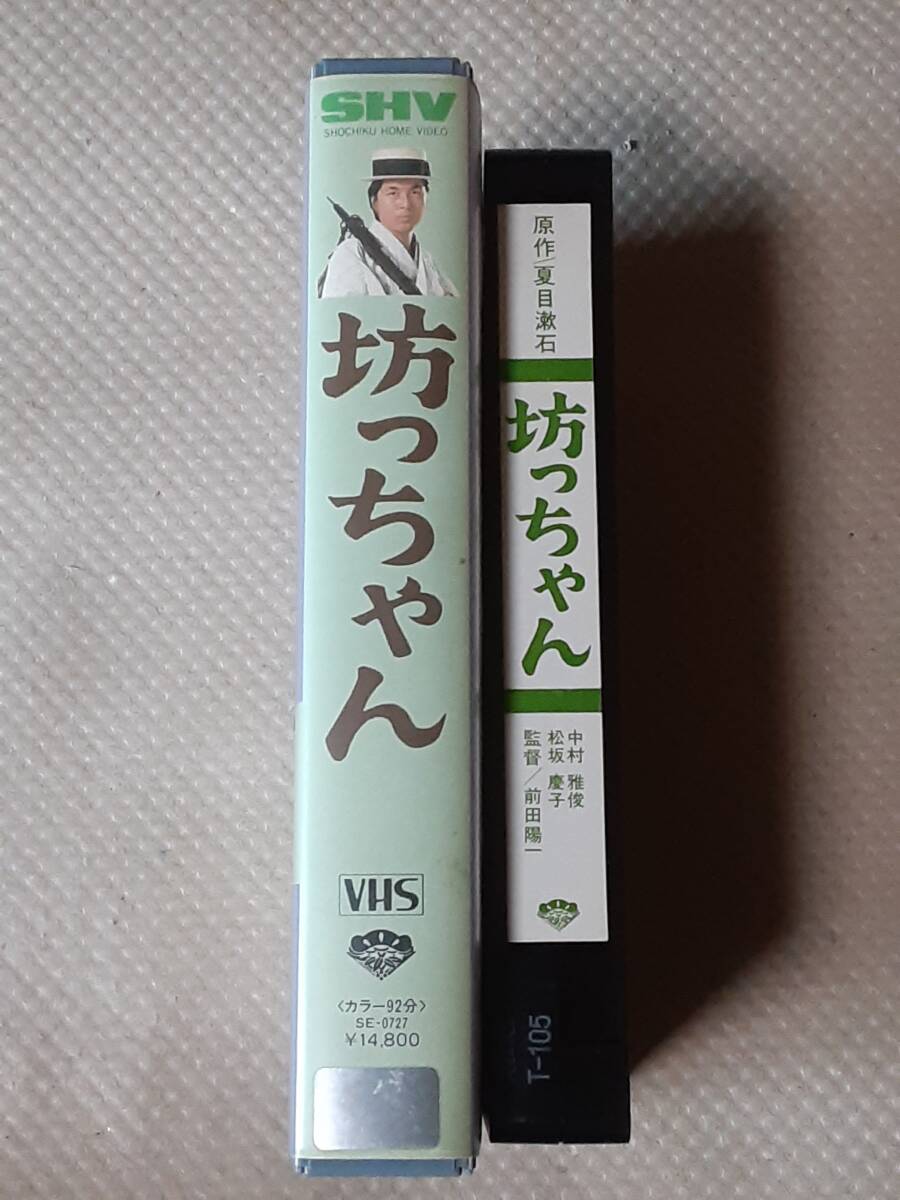 SHV
SHOCHIKU HOME VIDEO
坊っちゃん
VHS
〈カラー92分〉
SE-0727
¥14,800
原作/夏目漱石
坊っちゃん
中村 雅俊
松坂 慶子
監督/前田陽一
T-105